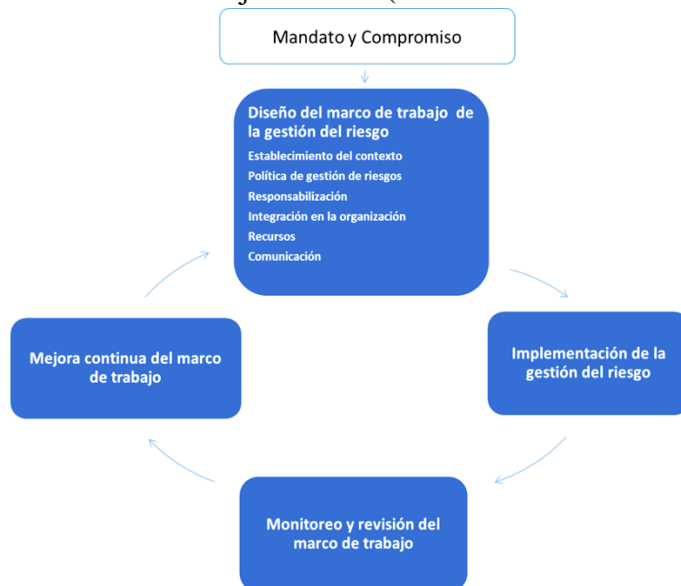 Mandato y Compromiso
Diseño del marco de trabajo de
la gestión del riesgo
Establecimiento del contexto
Política de gestión de riesgos
Responsabilización
Integración en la organización
Recursos
Comunicación
Implementación de la
gestión del riesgo
Monitoreo y revisión del
marco de trabajo
Mejora continua del marco
de trabajo